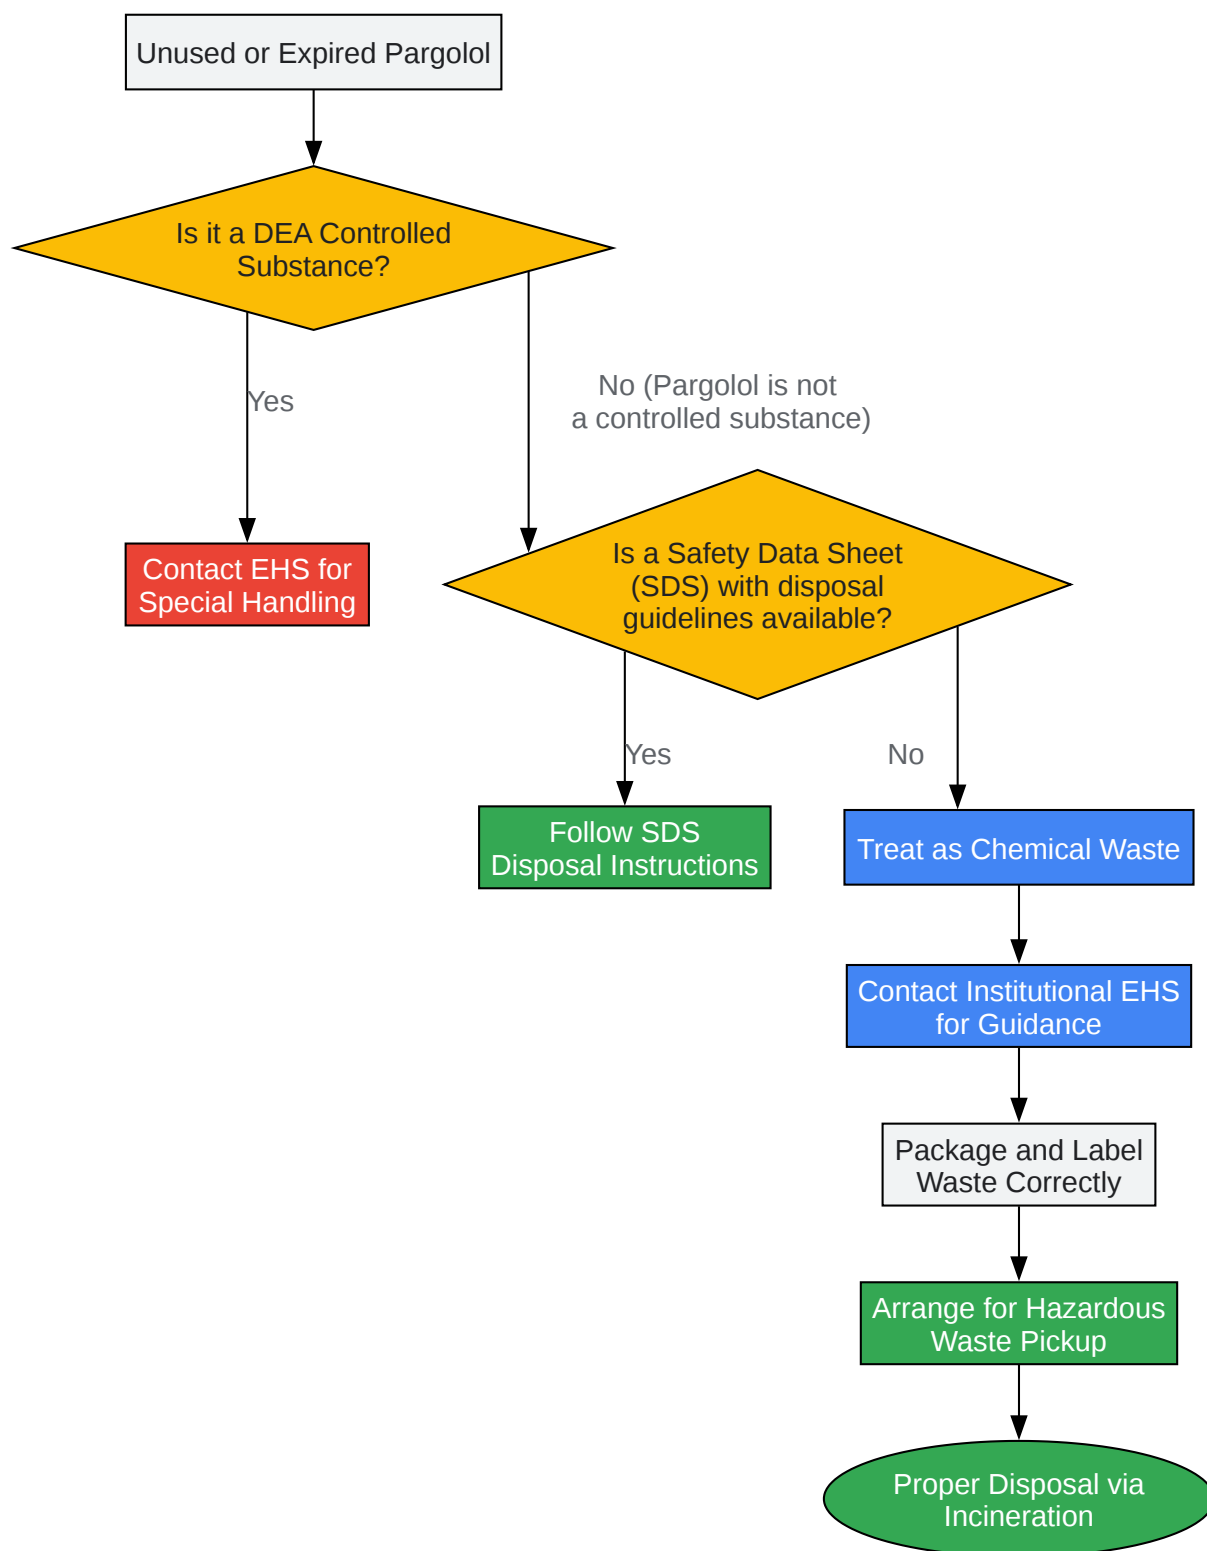 Unused or Expired Pargolol
Is it a DEA Controlled
Substance?
Yes
No (Pargolol is not
a controlled substance)
Contact EHS for
Special Handling
Is a Safety Data Sheet
(SDS) with disposal
guidelines available?
Yes
No
Follow SDS
Disposal Instructions
Treat as Chemical Waste
Contact Institutional EHS
for Guidance
Package and Label
Waste Correctly
Arrange for Hazardous
Waste Pickup
Proper Disposal via
Incineration